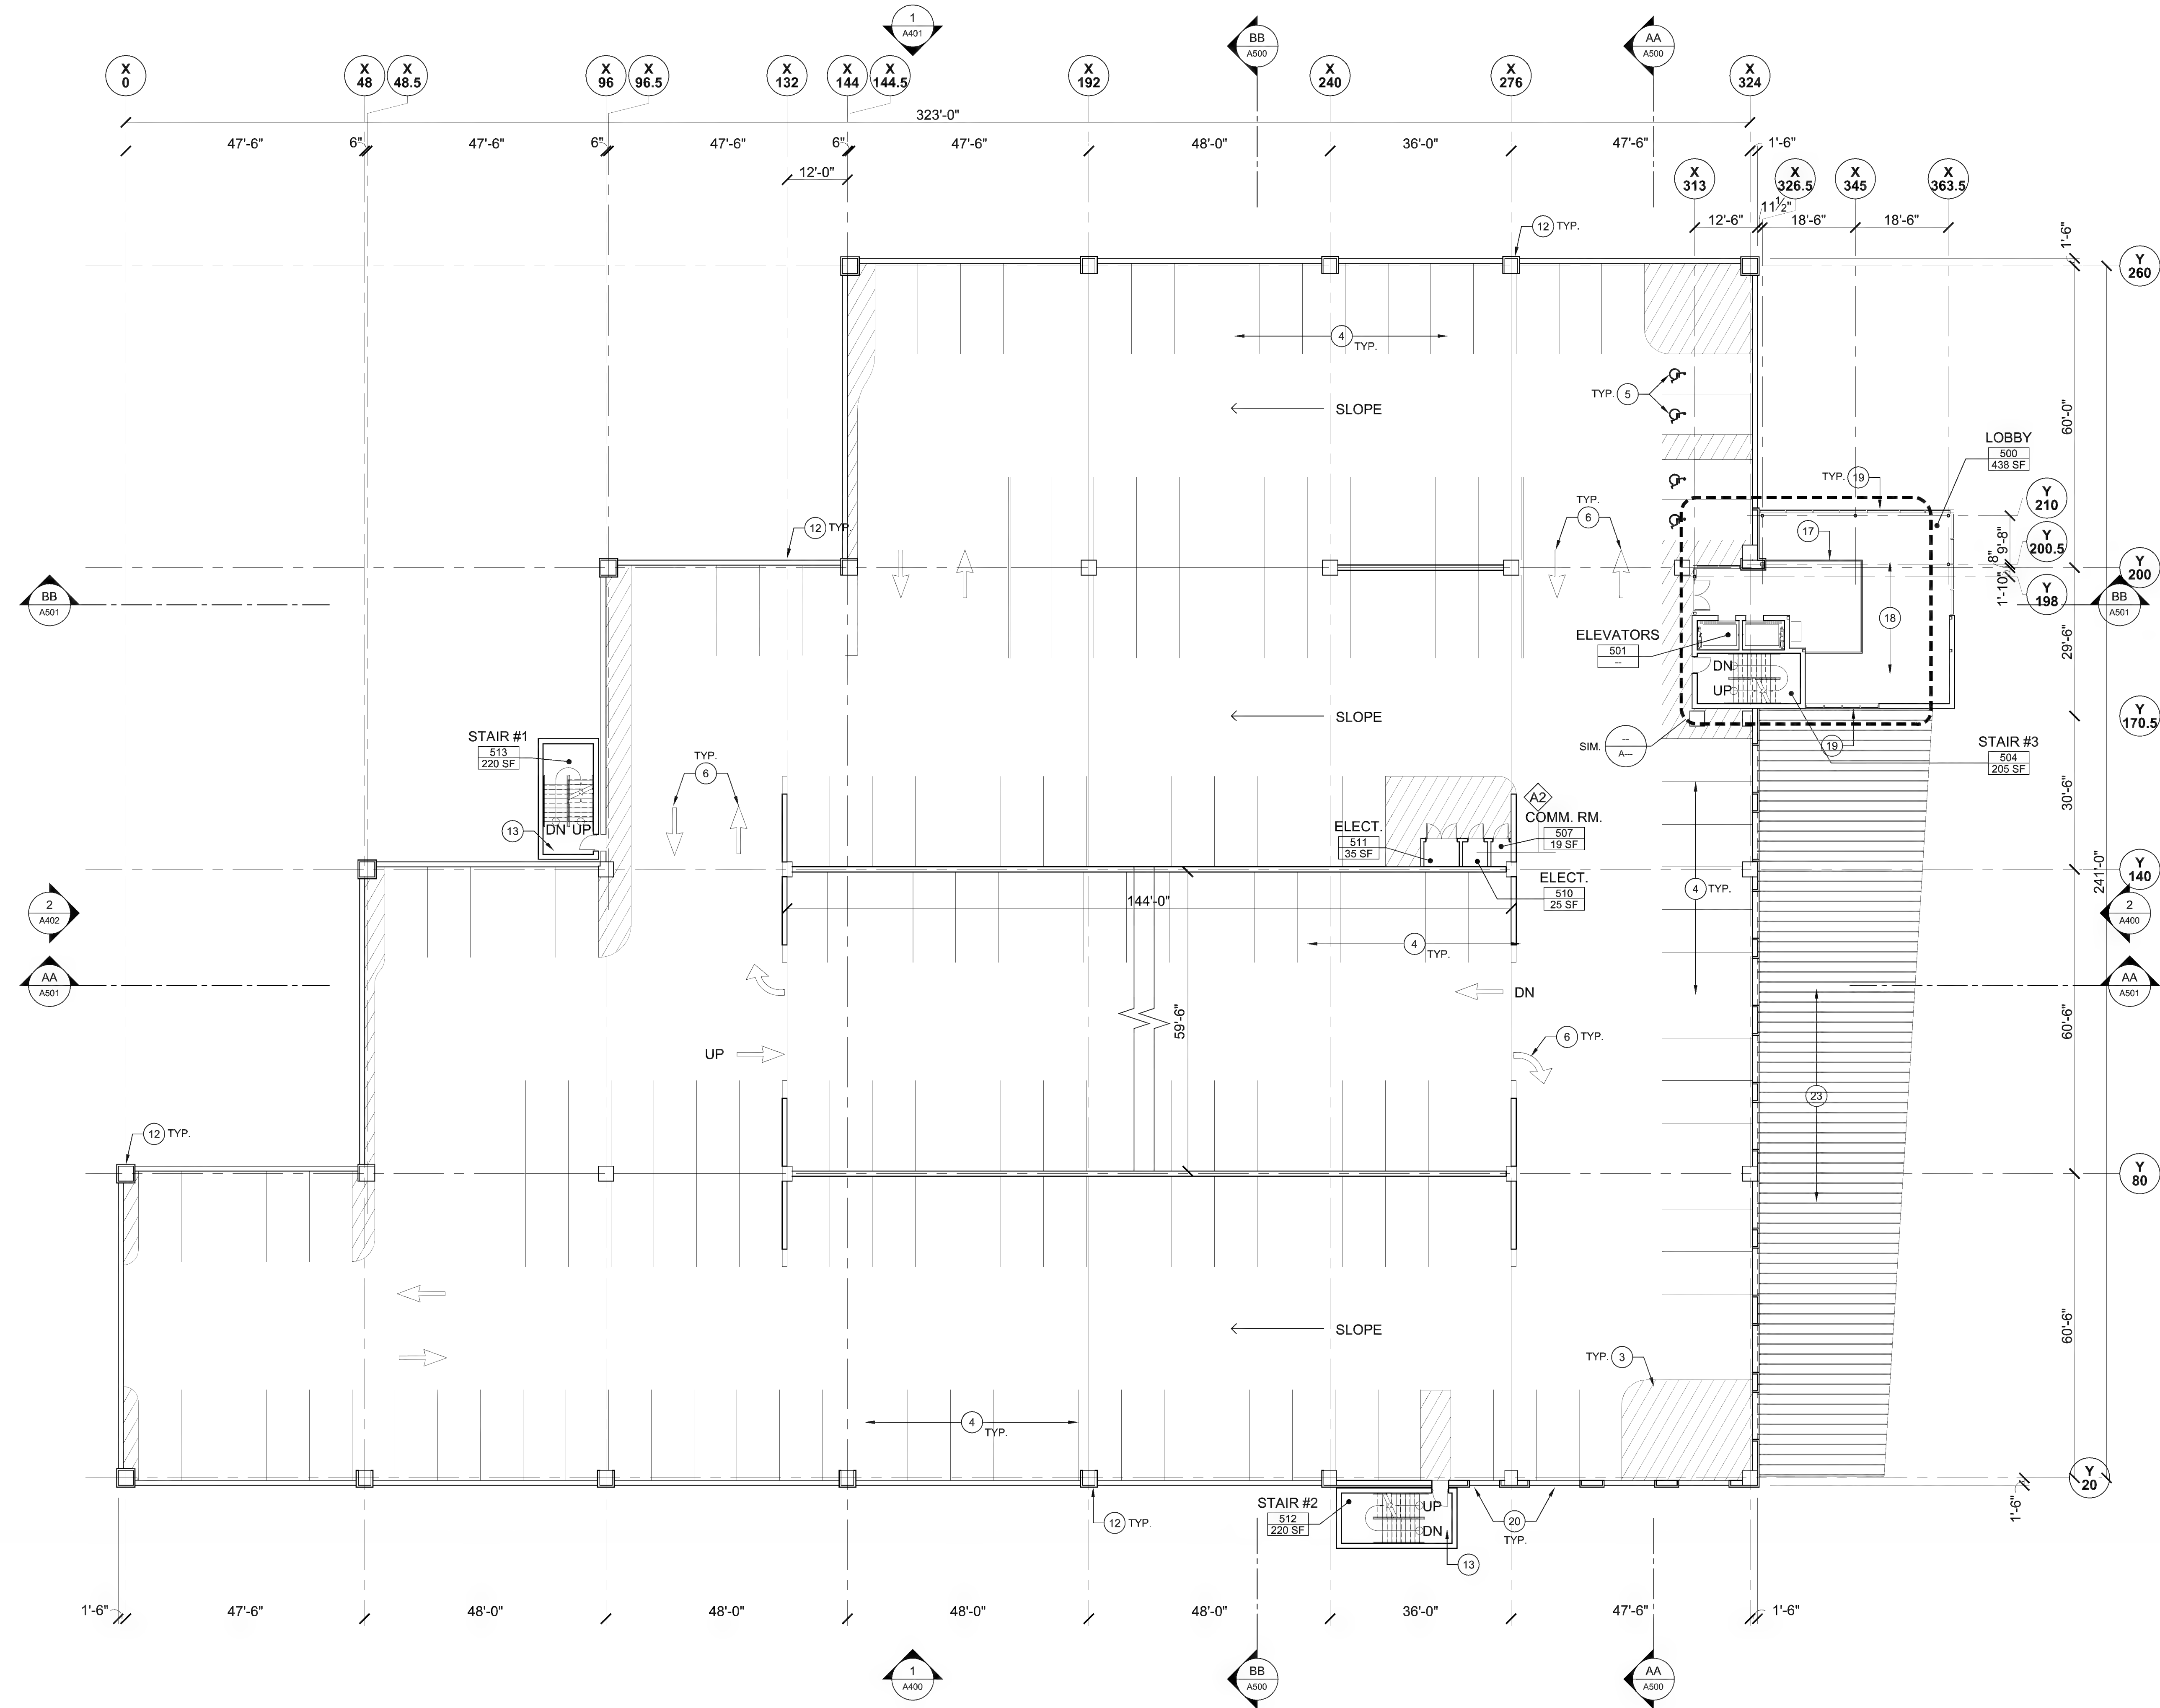 1
A401
BB
A500
AA
A500
X
0
X
48
X
48.5
X
96
X
96.5
X
132
X
144
X
144.5
X
192
X
240
X
276
X
324
323'-0"
47'-6"
6"
47'-6"
6"
47'-6"
6"
47'-6"
48'-0"
36'-0"
47'-6"
1'-6"
12'-0"
X
313
X
326.5
X
345
X
363.5
11 1/2"
12'-6"
18'-6"
18'-6"
12 TYP.
1'-6"
Y
260
4
TYP.
TYP. 5
SLOPE
60'-0"
LOBBY
500
438 SF
TYP. 19
Y
210
TYP.
6
12 TYP.
17
9'-8"
8"
Y
200.5
Y
200
1'-10"
Y
198
BB
A501
BB
A501
18
ELEVATORS
501
--
29'-6"
DN
UP
SLOPE
Y
170.5
STAIR #1
513
220 SF
TYP.
6
SIM.
--
A---
19
STAIR #3
504
205 SF
30'-6"
A2
COMM. RM.
507
19 SF
ELECT.
511
35 SF
13
DN UP
ELECT.
510
25 SF
4 TYP.
Y
140
241'-0"
144'-0"
2
A402
2
A400
4
TYP.
AA
A501
AA
A501
DN
59'-6"
UP
6 TYP.
60'-6"
23
12 TYP.
Y
80
SLOPE
60'-6"
TYP. 3
4
TYP.
Y
20
1'-6"
STAIR #2
512
220 SF
UP
DN
20
TYP.
12 TYP.
13
1'-6"
47'-6"
48'-0"
48'-0"
48'-0"
48'-0"
36'-0"
47'-6"
1'-6"
1
A400
BB
A500
AA
A500